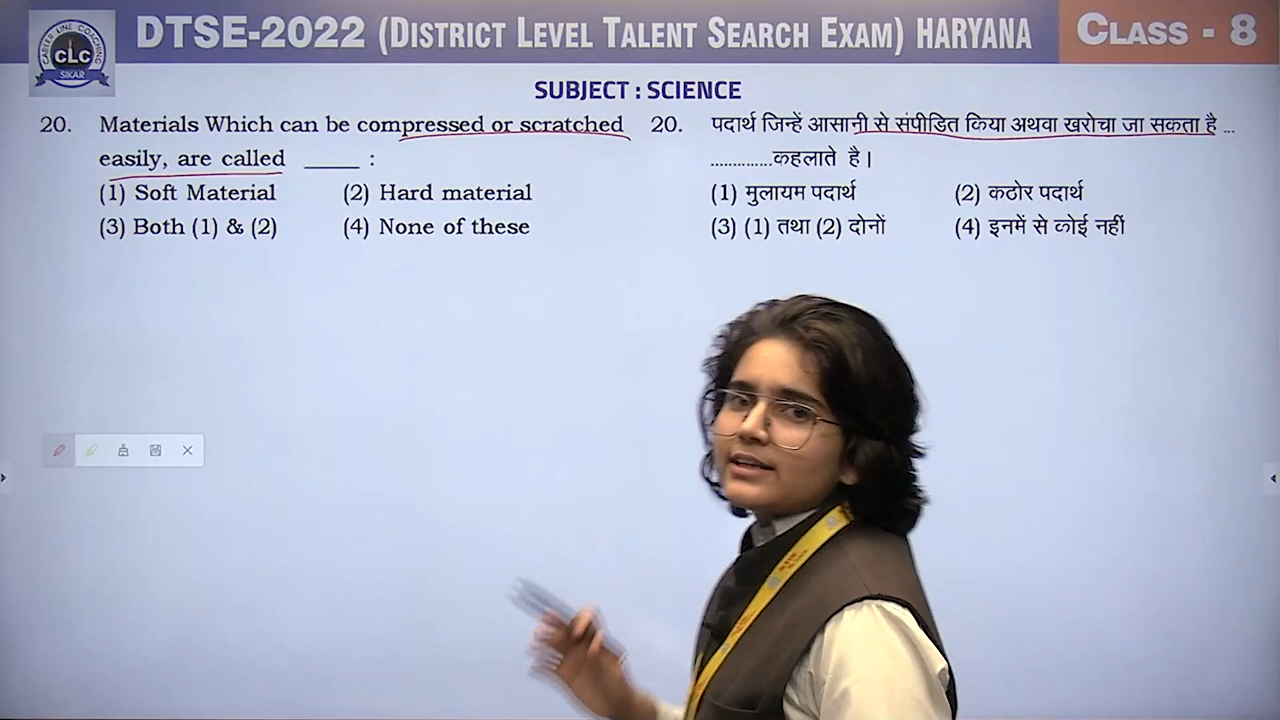 DTSE-2022 (DISTRICT LEVEL TALENT SEARCH EXAM) HARYANA
CLASS - 8
CAREER LINE COACHING
CLC
SIKAR
SUBJECT : SCIENCE
20. Materials Which can be compressed or scratched
easily, are called _____ :
(1) Soft Material (2) Hard material
(3) Both (1) & (2) (4) None of these
20. पदार्थ जिन्हें आसानी से संपीडित किया अथवा खरोचा जा सकता है ...
.............कहलाते है।
(1) मुलायम पदार्थ (2) कठोर पदार्थ
(3) (1) तथा (2) दोनों (4) इनमें से कोई नहीं